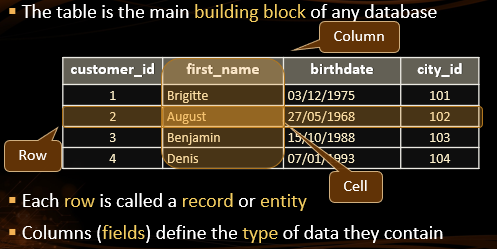 ▪ The table is the main building block of any database
Column
customer_id first_name birthdate city_id
1 Brigitte 03/12/1975 101
2 August 27/05/1968 102
Row
3 Benjamin 15/10/1988 103
4 Denis 07/01/1993 104
Cell
▪ Each row is called a record or entity
▪ Columns (fields) define the type of data they contain